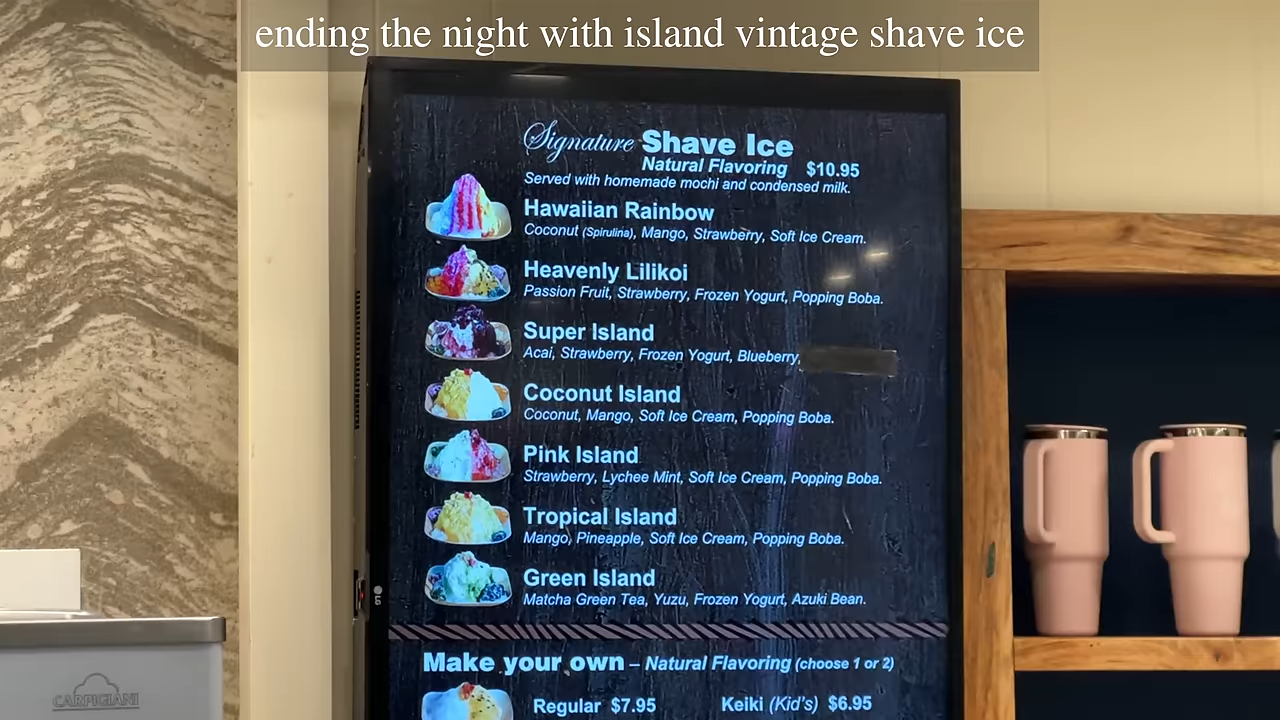 ending the night with island vintage shave ice
Signature Shave Ice
Natural Flavoring $10.95
Served with homemade mochi and condensed milk.
Hawaiian Rainbow
Coconut (Spirulina), Mango, Strawberry, Soft Ice Cream.
Heavenly Lilikoi
Passion Fruit, Strawberry, Frozen Yogurt, Popping Boba.
Super Island
Acai, Strawberry, Frozen Yogurt, Blueberry,
Coconut Island
Coconut, Mango, Soft Ice Cream, Popping Boba.
Pink Island
Strawberry, Lychee Mint, Soft Ice Cream, Popping Boba.
Tropical Island
Mango, Pineapple, Soft Ice Cream, Popping Boba.
Green Island
Matcha Green Tea, Yuzu, Frozen Yogurt, Azuki Bean.
LG
Make your own – Natural Flavoring (choose 1 or 2)
Regular $7.95 Keiki (Kid's) $6.95
CARPIGIANI